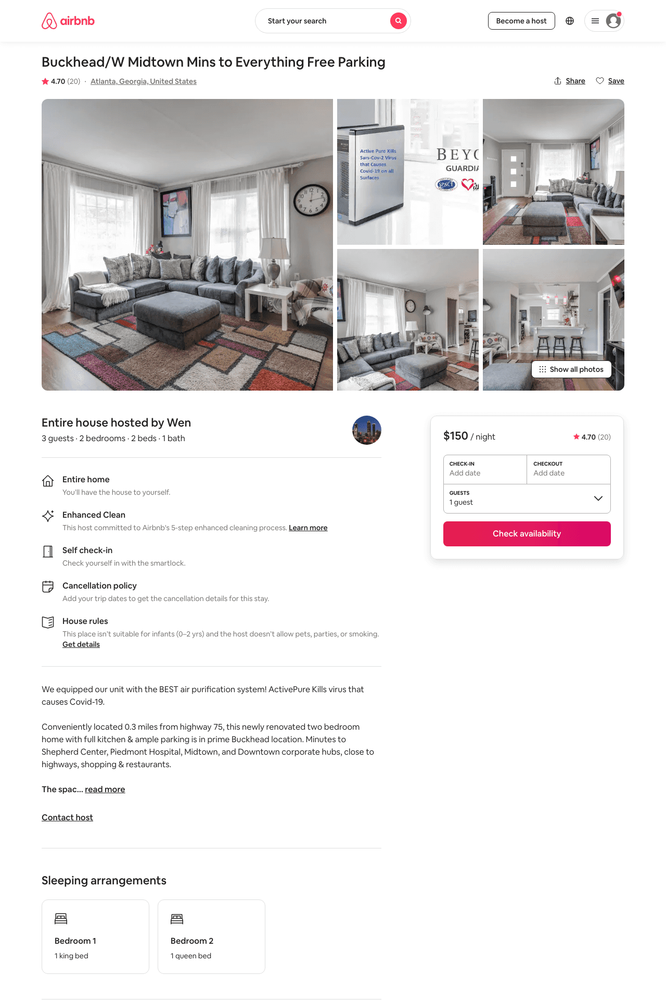 airbnb
Start your search
Become a host
Buckhead/W Midtown Mins to Everything Free Parking
4.70 (20) · Atlanta, Georgia, United States
Share
Save
Active Pure Kills
Sars-Cov-2 Virus
that Causes
Covid-19 on all
Surfaces
BEYO
GUARDIA
SPACE
Show all photos
Entire house hosted by Wen
3 guests · 2 bedrooms · 2 beds · 1 bath
$150 / night
4.70 (20)
CHECK-IN
Add date
CHECKOUT
Add date
GUESTS
1 guest
Check availability
Entire home
You’ll have the house to yourself.
Enhanced Clean
This host committed to Airbnb's 5-step enhanced cleaning process. Learn more
Self check-in
Check yourself in with the smartlock.
Cancellation policy
Add your trip dates to get the cancellation details for this stay.
House rules
This place isn’t suitable for infants (0–2 yrs) and the host doesn’t allow pets, parties, or smoking.
Get details
We equipped our unit with the BEST air purification system! ActivePure Kills virus that
causes Covid-19.
Conveniently located 0.3 miles from highway 75, this newly renovated two bedroom
home with full kitchen & ample parking is in prime Buckhead location. Minutes to
Shepherd Center, Piedmont Hospital, Midtown, and Downtown corporate hubs, close to
highways, shopping & restaurants.
The spac... read more
Contact host
Sleeping arrangements
Bedroom 1
1 king bed
Bedroom 2
1 queen bed